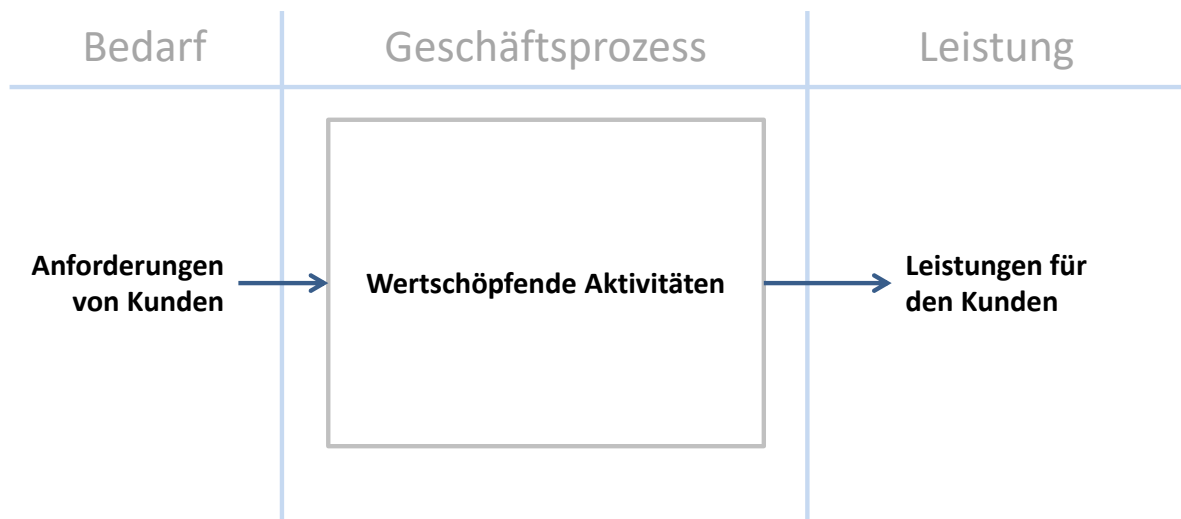 Bedarf
Geschäftsprozess
Leistung
Anforderungen
von Kunden
Wertschöpfende Aktivitäten
Leistungen für
den Kunden